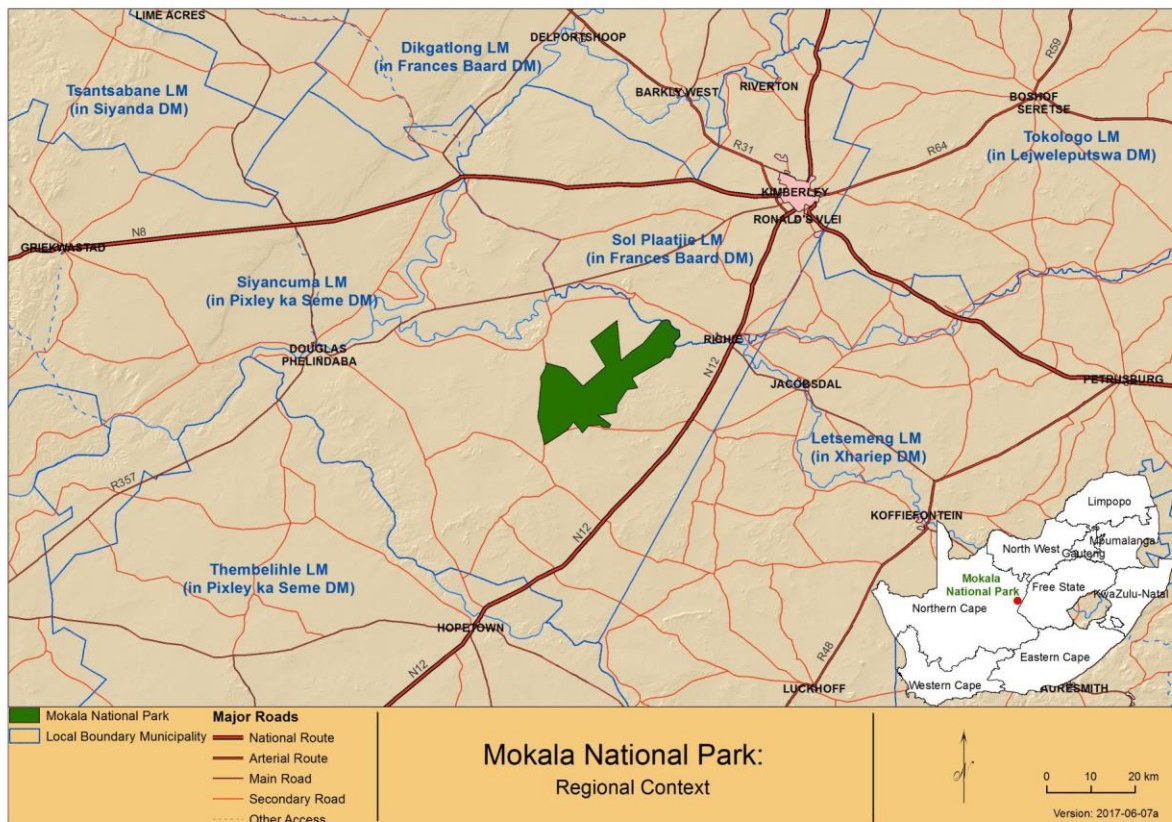 LIME ACRES
Dikgatlong LM
(in Frances Baard DM)
DELPORTSHOOP
R59
Tsantsabane LM
(in Siyanda DM)
BARKLY WEST
RIVERTON
BOSHOF
SERETSE
Tokologo LM
(in Lejweleputswa DM)
R31
R64
KIMBERLEY
RONALD'S VLEI
N8
GRIEKWASTAD
Sol Plaatjie LM
(in Frances Baard DM)
Siyancuma LM
(in Pixley ka Seme DM)
DOUGLAS
PHELINDABA
RICHIE
N12
JACOBSDAL
PETRUSBURG
Letsemeng LM
(in Xhariep DM)
R357
KOFFIEFONTEIN
N12
Thembelihle LM
(in Pixley ka Seme DM)
HOPETOWN
N12
R48
LUCKHOFF
AURESMITH
Limpopo
Mpumalanga
North West
Gauteng
Mokala
National Park
Free State
KwaZulu-Natal
Northern Cape
Eastern Cape
Western Cape
Mokala National Park
Local Boundary Municipality
Major Roads
National Route
Arterial Route
Main Road
Secondary Road
Other Access
Mokala National Park:
Regional Context
N
0 10 20 km
Version: 2017-06-07a